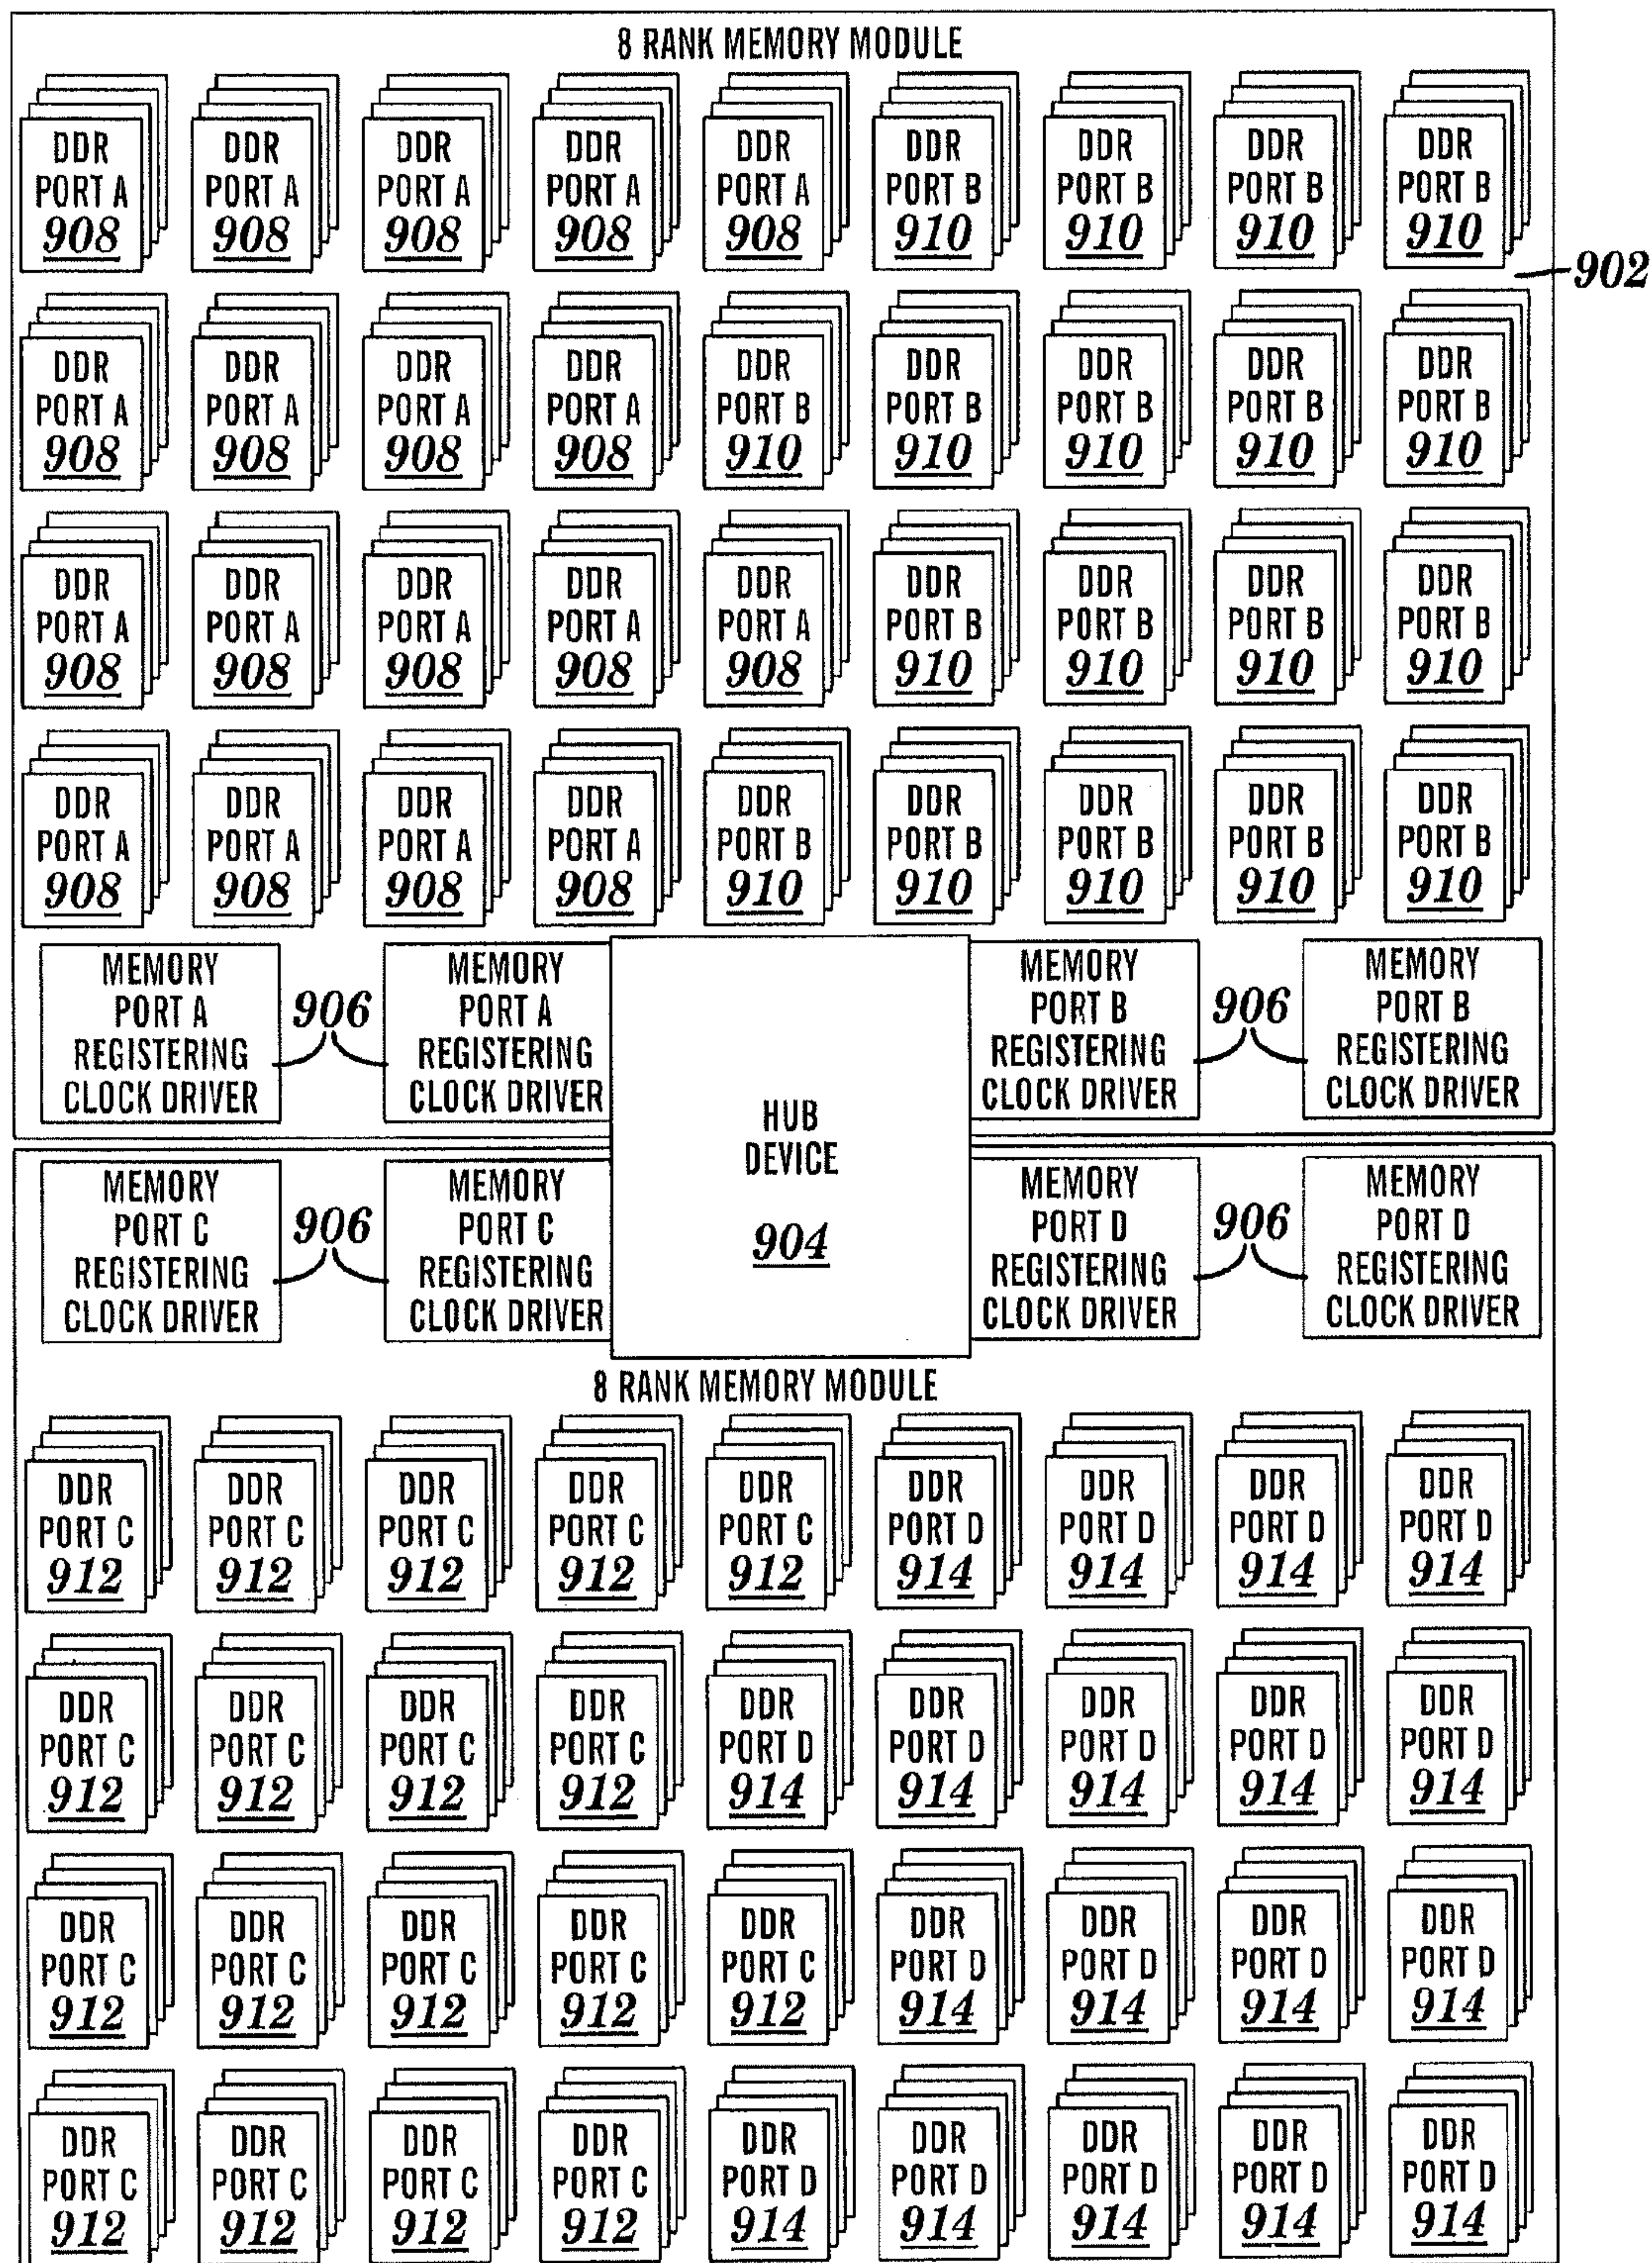 8 RANK MEMORY MODULE
DDR DDR DDR DDR DDR DDR DDR DDR DDR
PORT A PORT A PORT A PORT A PORT A PORT B PORT B PORT B PORT B
908 908 908 908 908 910 910 910 910
902
DDR DDR DDR DDR DDR DDR DDR DDR DDR
PORT A PORT A PORT A PORT A PORT B PORT B PORT B PORT B PORT B
908 908 908 908 910 910 910 910 910
DDR DDR DDR DDR DDR DDR DDR DDR DDR
PORT A PORT A PORT A PORT A PORT A PORT B PORT B PORT B PORT B
908 908 908 908 908 910 910 910 910
DDR DDR DDR DDR DDR DDR DDR DDR DDR
PORT A PORT A PORT A PORT A PORT B PORT B PORT B PORT B PORT B
908 908 908 908 910 910 910 910 910
MEMORY
PORT A
REGISTERING
CLOCK DRIVER
906
MEMORY
PORT A
REGISTERING
CLOCK DRIVER
MEMORY
PORT B
REGISTERING
CLOCK DRIVER
906
MEMORY
PORT B
REGISTERING
CLOCK DRIVER
HUB
DEVICE
904
MEMORY
PORT C
REGISTERING
CLOCK DRIVER
906
MEMORY
PORT C
REGISTERING
CLOCK DRIVER
MEMORY
PORT D
REGISTERING
CLOCK DRIVER
906
MEMORY
PORT D
REGISTERING
CLOCK DRIVER
8 RANK MEMORY MODULE
DDR DDR DDR DDR DDR DDR DDR DDR DDR
PORT C PORT C PORT C PORT C PORT C PORT D PORT D PORT D PORT D
912 912 912 912 912 914 914 914 914
DDR DDR DDR DDR DDR DDR DDR DDR DDR
PORT C PORT C PORT C PORT C PORT D PORT D PORT D PORT D PORT D
912 912 912 912 914 914 914 914 914
DDR DDR DDR DDR DDR DDR DDR DDR DDR
PORT C PORT C PORT C PORT C PORT C PORT D PORT D PORT D PORT D
912 912 912 912 912 914 914 914 914
DDR DDR DDR DDR DDR DDR DDR DDR DDR
PORT C PORT C PORT C PORT C PORT D PORT D PORT D PORT D PORT D
912 912 912 912 914 914 914 914 914